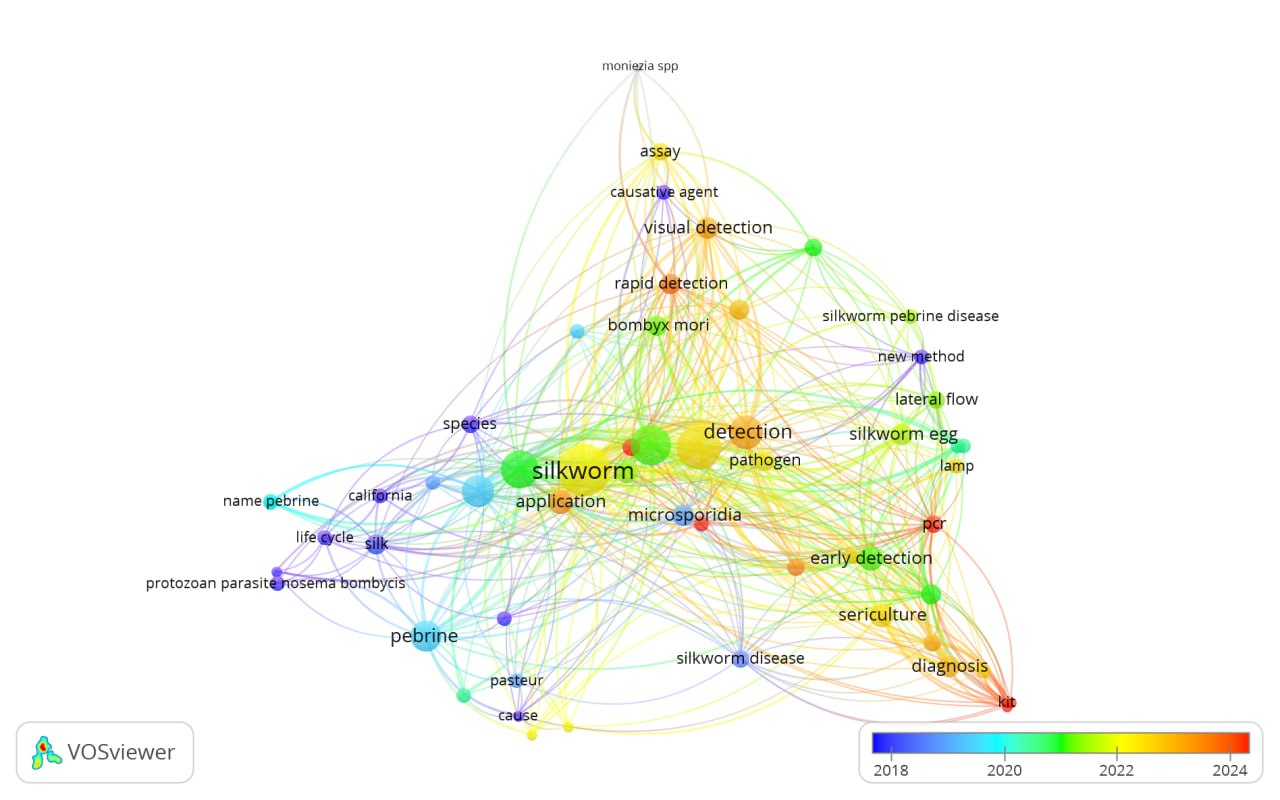 moniezia spp
assay
causative agent
visual detection
rapid detection
bombyx mori
silkworm pebrine disease
new method
lateral flow
species
detection
silkworm egg
pathogen
lamp
silkworm
name pebrine
california
application
microsporidia
pcr
life cycle
silk
early detection
protozoan parasite nosema bombycis
sericulture
pebrine
silkworm disease
diagnosis
pasteur
kit
cause
VOSviewer
2018 2020 2022 2024